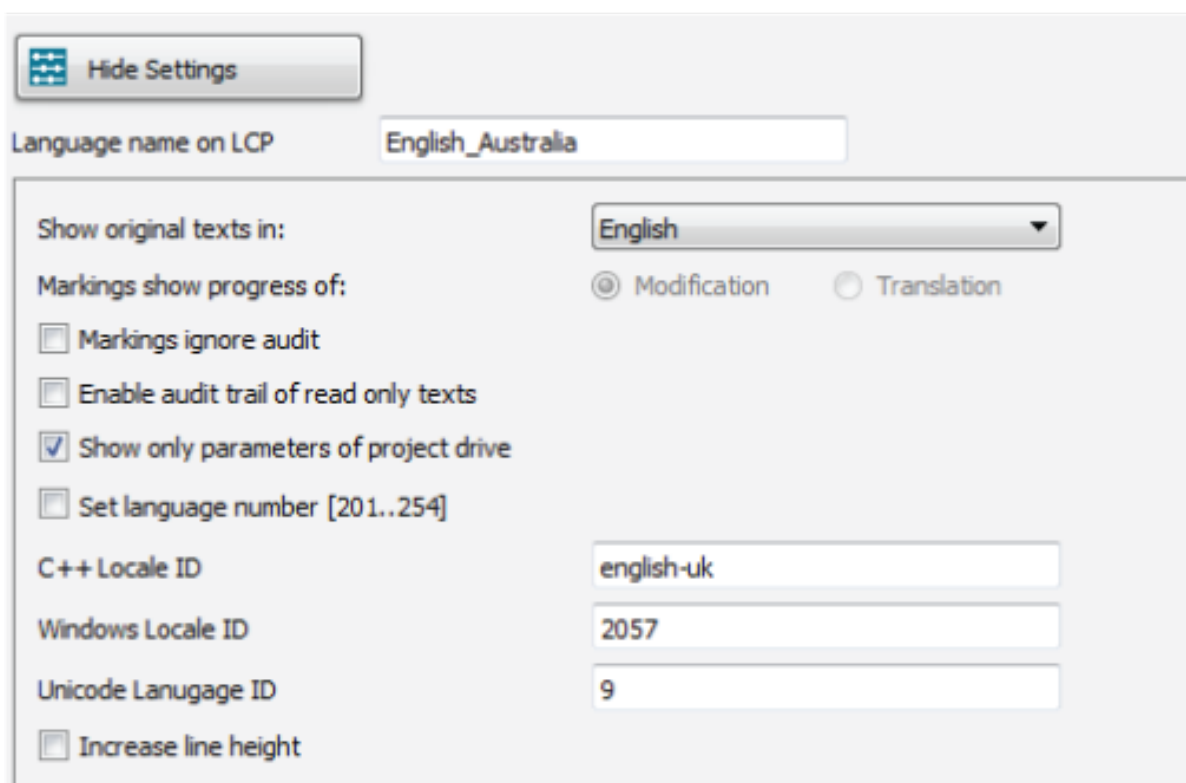 Hide Settings
Language name on LCP English_Australia
Show original texts in: English
Markings show progress of: Modification Translation
Markings ignore audit
Enable audit trail of read only texts
Show only parameters of project drive
Set language number [201..254]
C++ Locale ID english-uk
Windows Locale ID 2057
Unicode Lanugage ID 9
Increase line height